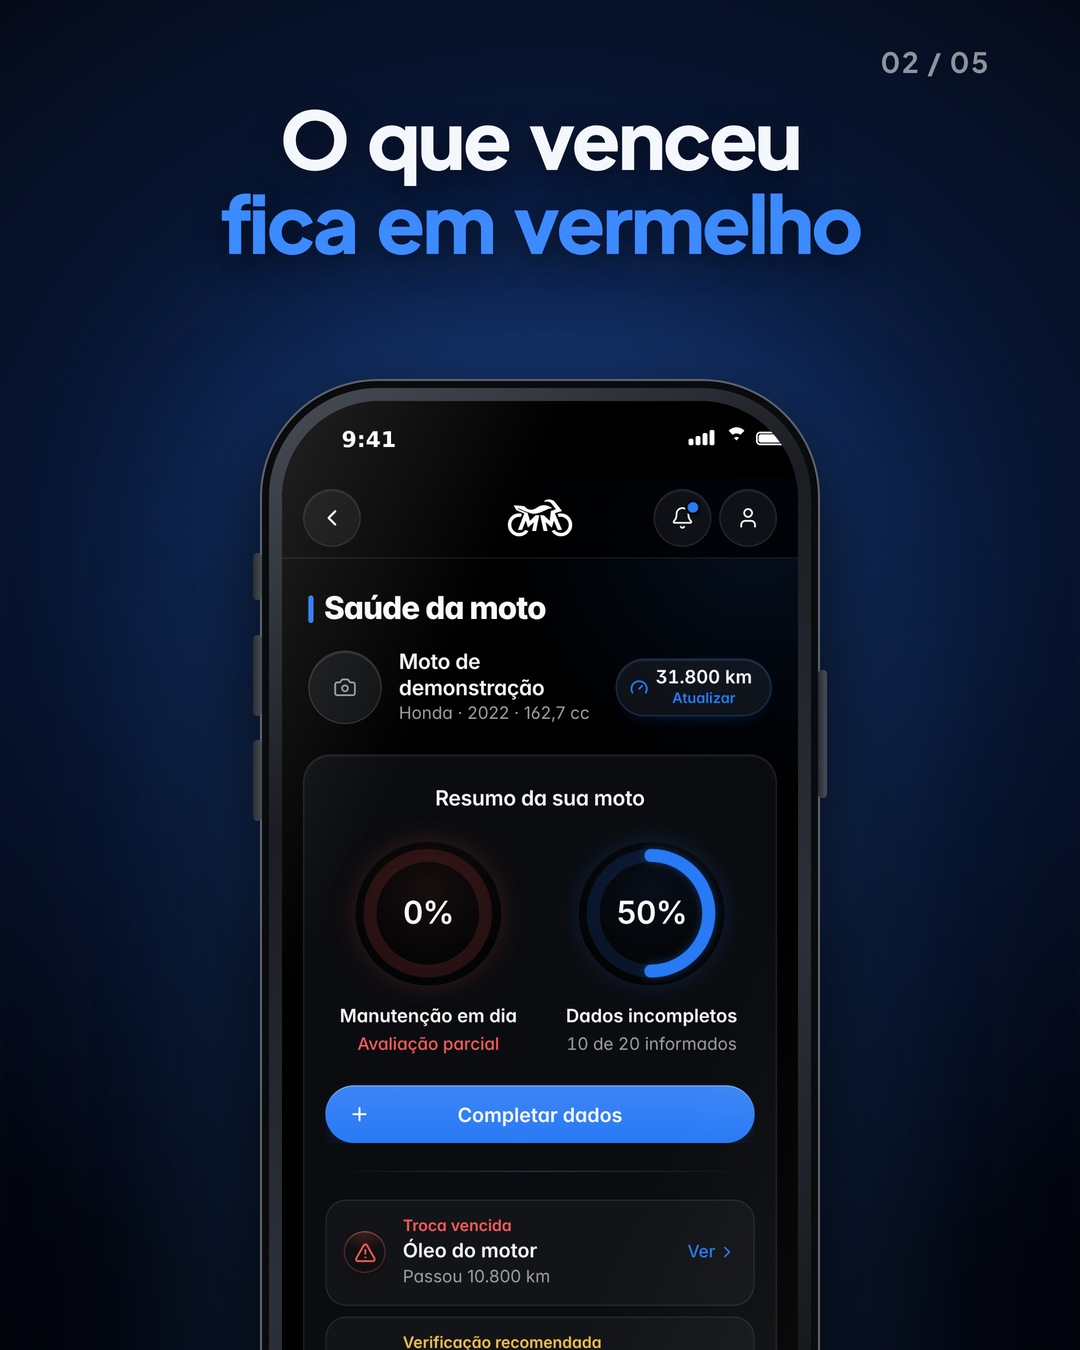 02 / 05
O que venceu
fica em vermelho
9:41
MM
Saúde da moto
Moto de
demonstração
Honda · 2022 · 162,7 cc
31.800 km
Atualizar
Resumo da sua moto
0%
50%
Manutenção em dia
Dados incompletos
Avaliação parcial
10 de 20 informados
+ Completar dados
Troca vencida
Óleo do motor
Ver >
Passou 10.800 km
Verificação recomendada